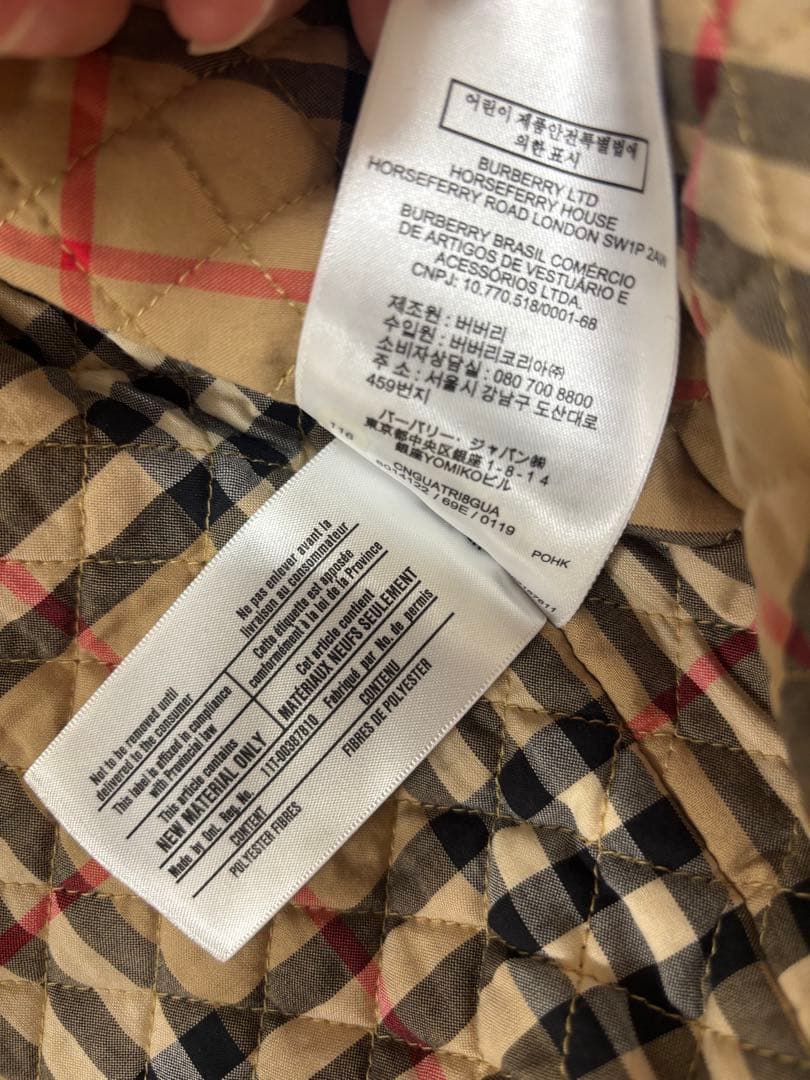 어린이 제품안전특별법에
의한 표시
BURBERRY LTD
HORSEFERRY HOUSE
HORSEFERRY ROAD LONDON SW1P 2AW
BURBERRY BRASIL COMÉRCIO
DE ARTIGOS DE VESTUÁRIO E
ACESSÓRIOS LTDA.
CNPJ: 10.770.518/0001-68
제조원 : 버버리
수입원 : 버버리코리아㈜
소비자상담실 : 080 700 8800
주 소 : 서울시 강남구 도산대로
459번지
バーバリー・ジャパン㈱
東京都中央区銀座1-8-14
銀座YOMIKOビル
116
CNGUATRI8GUA
8014122 / 69E / 0119
POHK
Not to be removed until
delivered to the consumer
Ne pas enlever avant la
livraison au consommateur
This label is affixed in compliance
with Provincial law
Cette étiquette est apposée
conformément à la loi de la Province
This article contains
NEW MATERIAL ONLY
Cet article contient
MATÉRIAUX NEUFS SEULEMENT
Made by Ont. Reg. No. 11T-00367810 Fabriqué par No. de permis
CONTENT
CONTENU
POLYESTER FIBRES
FIBRES DE POLYESTER